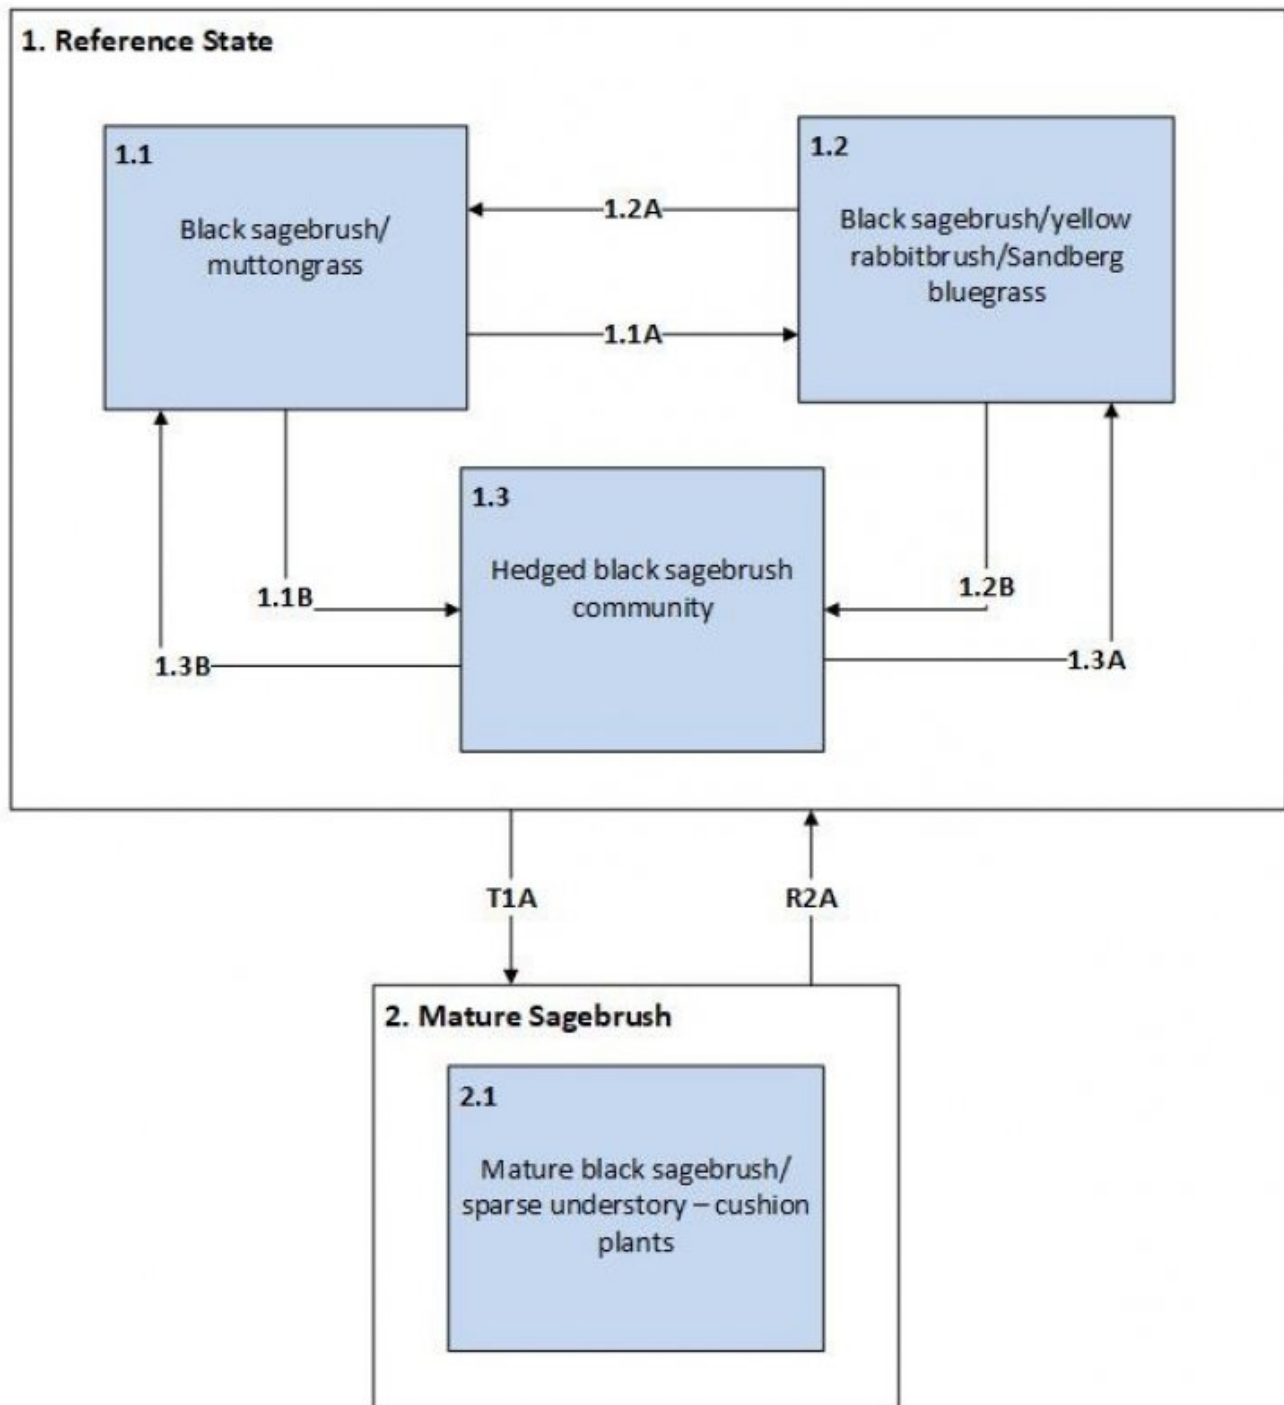 1. Reference State
1.1
Black sagebrush/
muttongrass
1.2A
1.1A
1.2
Black sagebrush/yellow
rabbitbrush/Sandberg
bluegrass
1.3
Hedged black sagebrush
community
1.1B
1.3B
1.2B
1.3A
T1A
R2A
2. Mature Sagebrush
2.1
Mature black sagebrush/
sparse understory – cushion
plants